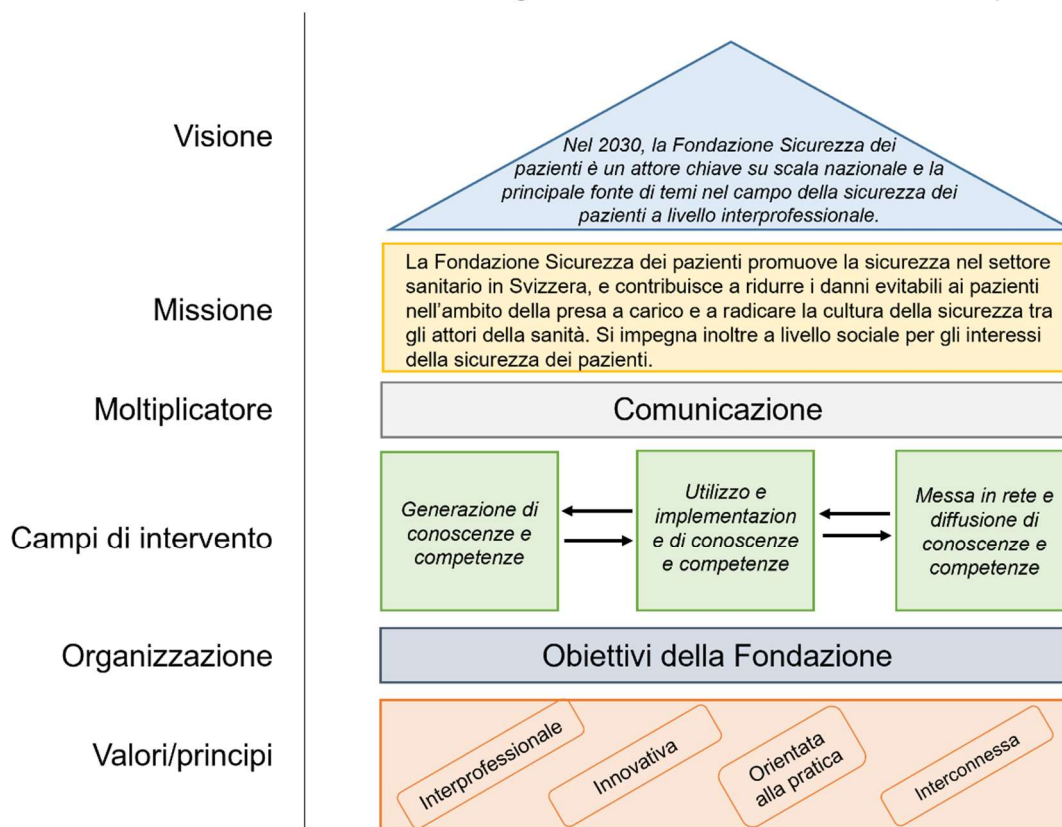 Visione
Nel 2030, la Fondazione Sicurezza dei
pazienti è un attore chiave su scala nazionale e la
principale fonte di temi nel campo della sicurezza dei
pazienti a livello interprofessionale.
Missione
La Fondazione Sicurezza dei pazienti promuove la sicurezza nel settore
sanitario in Svizzera, e contribuisce a ridurre i danni evitabili ai pazienti
nell'ambito della presa a carico e a radicare la cultura della sicurezza tra
gli attori della sanità. Si impegna inoltre a livello sociale per gli interessi
della sicurezza dei pazienti.
Moltiplicatore
Comunicazione
Campi di intervento
Generazione di
conoscenze e
competenze
Utilizzo e
implementazion
e di conoscenze
e competenze
Messa in rete e
diffusione di
conoscenze e
competenze
Organizzazione
Obiettivi della Fondazione
Valori/principi
Interprofessionale
Innovativa
Orientata
alla pratica
Interconnessa